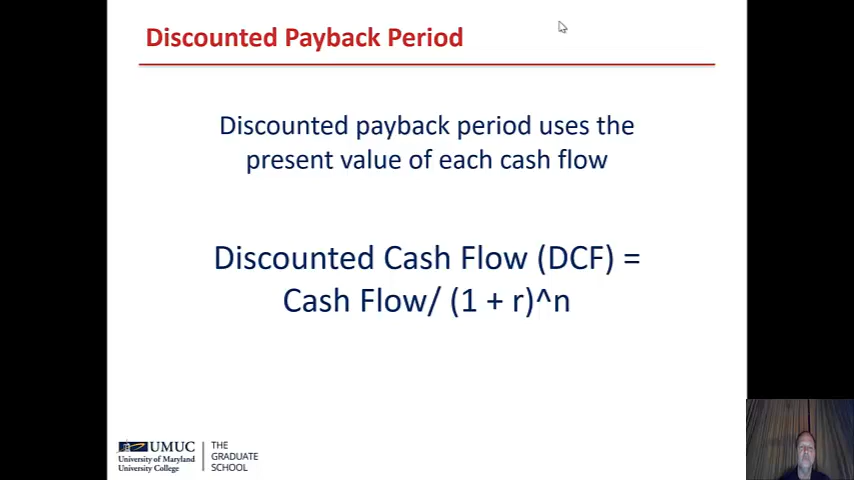 Discounted Payback Period
Discounted payback period uses the
present value of each cash flow
Discounted Cash Flow (DCF) =
Cash Flow/ (1 + r)^n
UMUC
University of Maryland
University College
THE
GRADUATE
SCHOOL